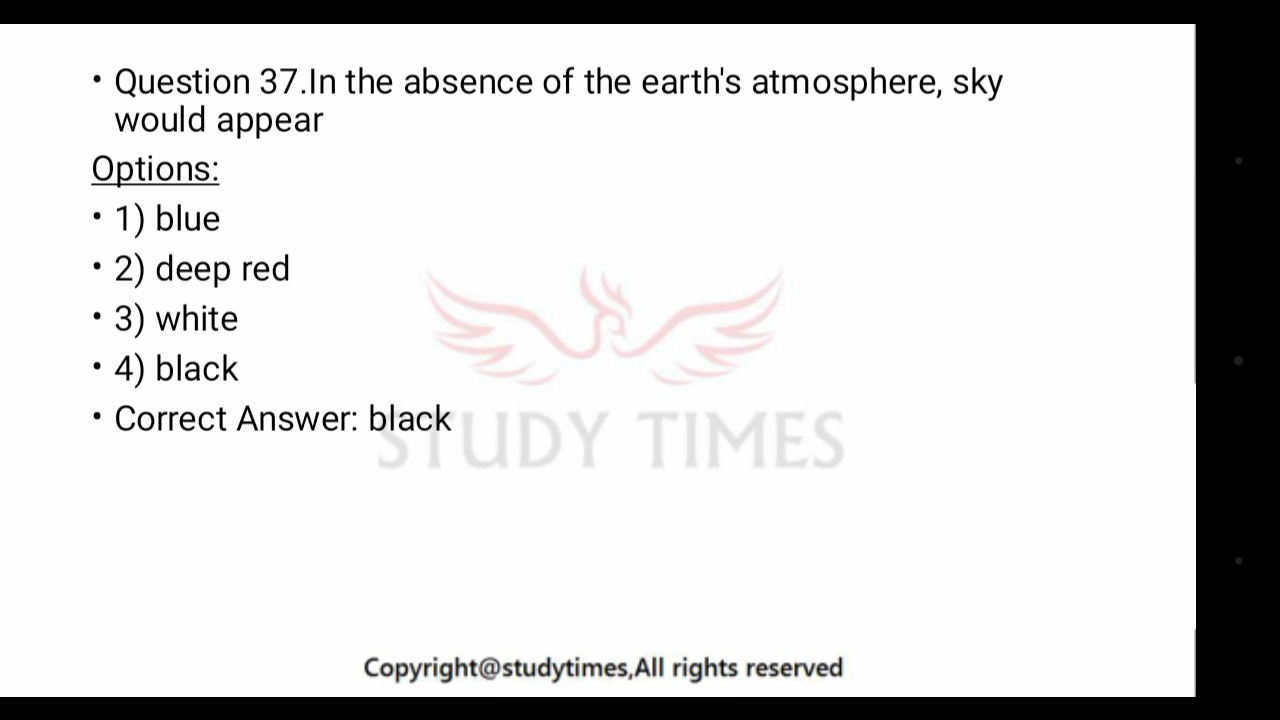 • Question 37.In the absence of the earth's atmosphere, sky
would appear
Options:
• 1) blue
• 2) deep red
• 3) white
• 4) black
• Correct Answer: black
STUDY TIMES
Copyright@studytimes,All rights reserved